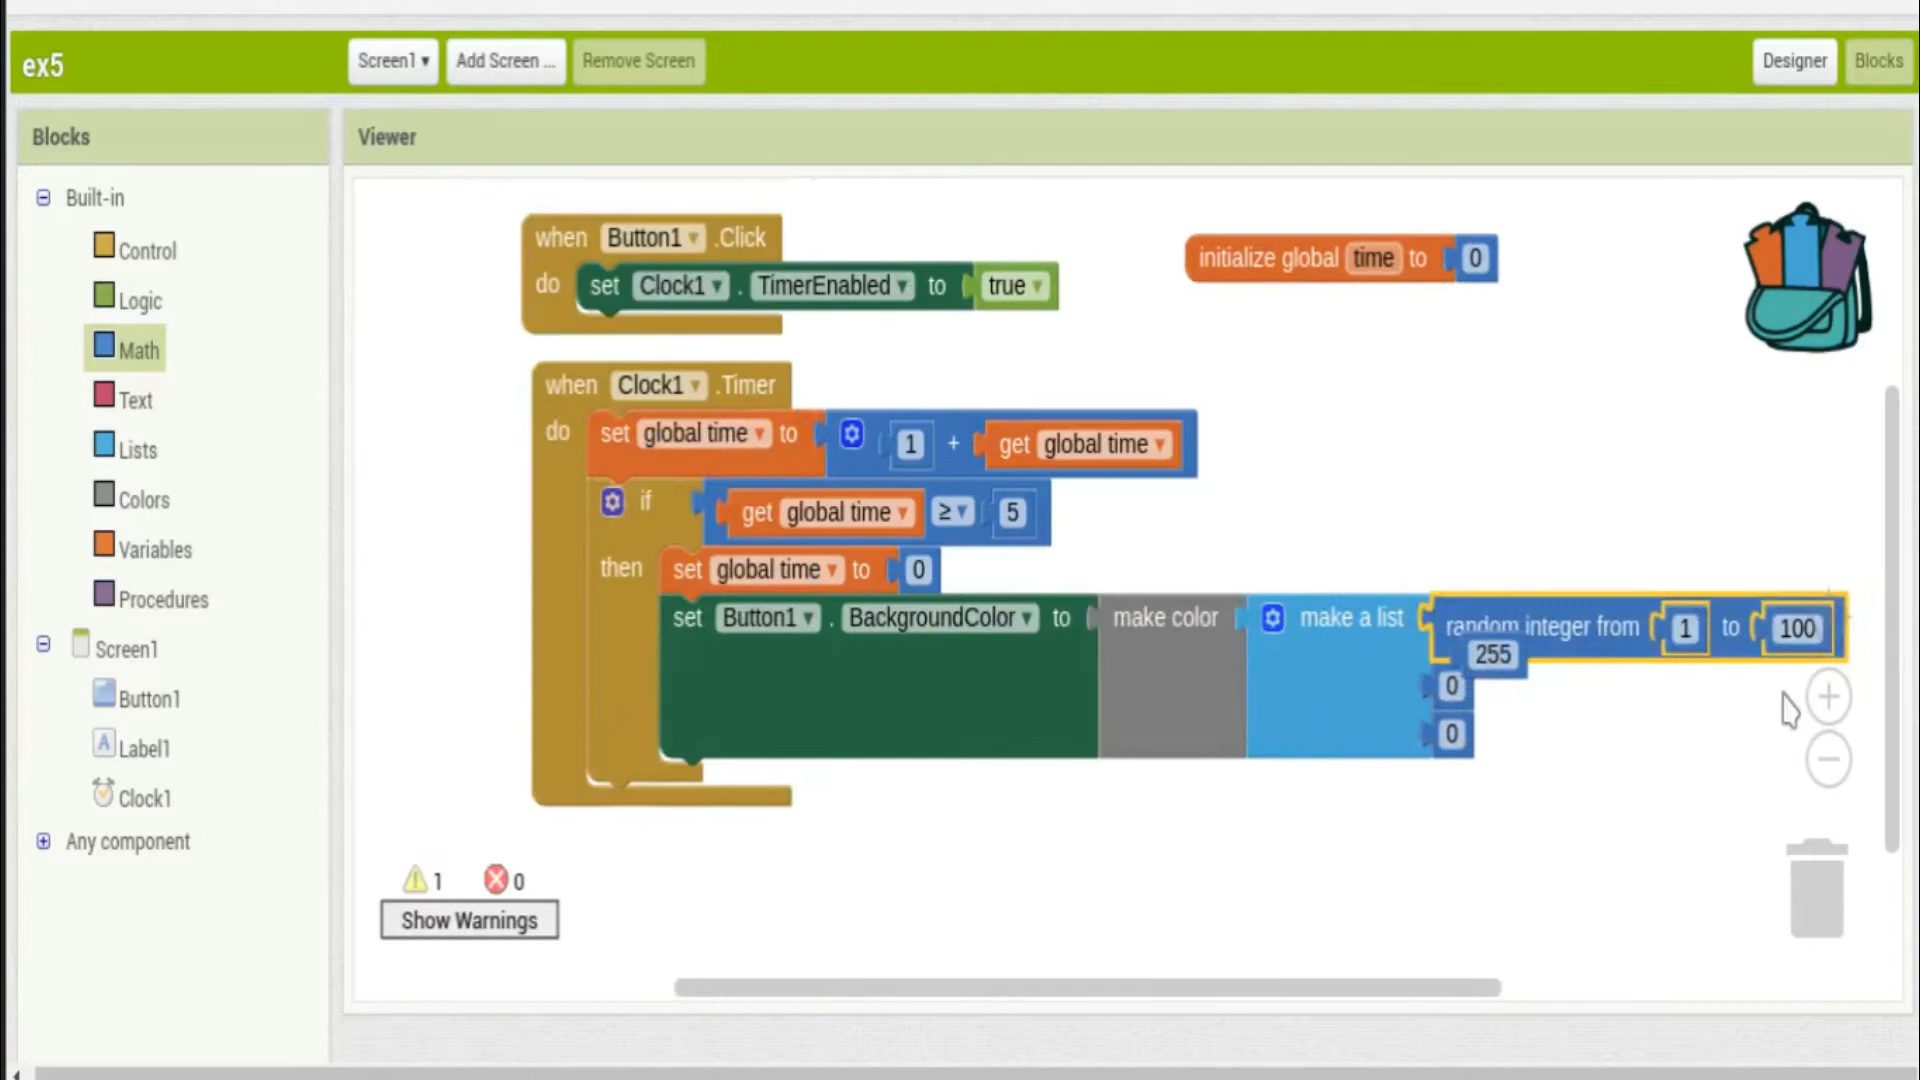 ex5
Screen1 ▾
Add Screen ...
Remove Screen
Designer
Blocks
Blocks
Viewer
Built-in
Control
Logic
Math
Text
Lists
Colors
Variables
Procedures
Screen1
Button1
Label1
Clock1
Any component
when Button1 ▾ .Click
do set Clock1 ▾ . TimerEnabled ▾ to true ▾
initialize global time to 0
when Clock1 ▾ .Timer
do set global time ▾ to 1 + get global time ▾
if get global time ▾ ≥ ▾ 5
then set global time ▾ to 0
set Button1 ▾ . BackgroundColor ▾ to make color make a list random integer from 1 to 100
255
0
0
1 0
Show Warnings